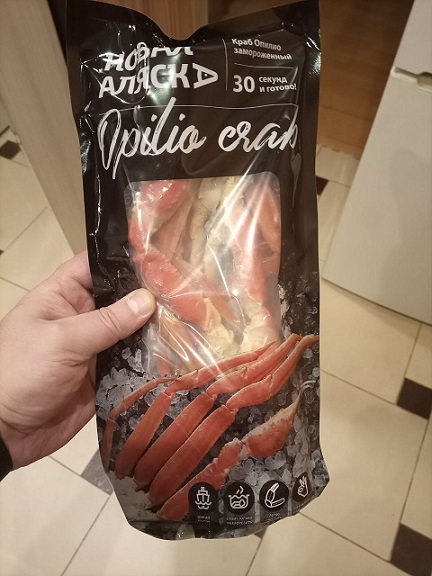 НОВАЯ
АЛЯСКА
Краб Опилио
замороженный
30 секунд
и готово!
Opilio crab